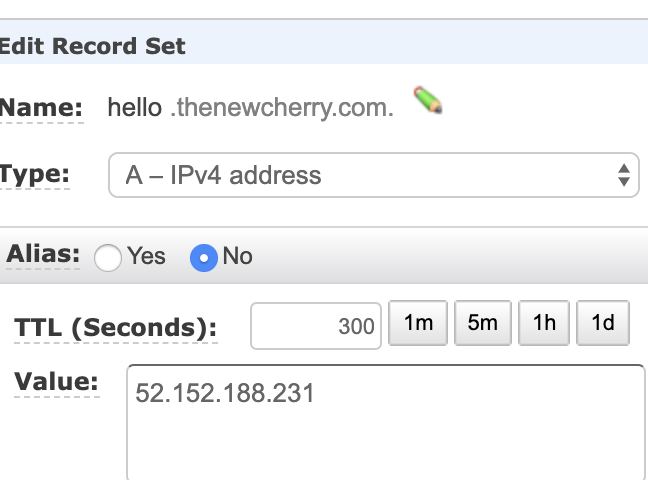 Edit Record Set
Name: hello .thenewcherry.com.
Type: A – IPv4 address
Alias: Yes No
TTL (Seconds): 300 1m 5m 1h 1d
Value: 52.152.188.231